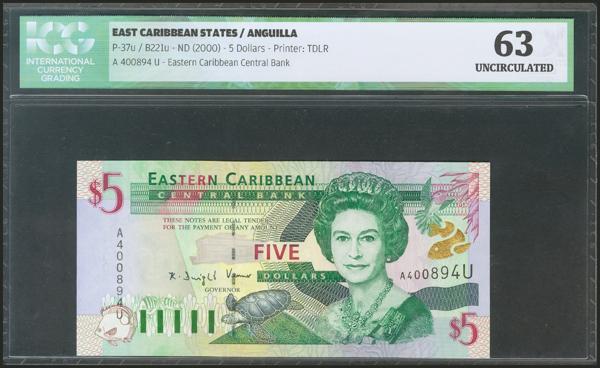 ICG
INTERNATIONAL
CURRENCY
GRADING
EAST CARIBBEAN STATES / ANGUILLA
P-37u / B221u - ND (2000) - 5 Dollars - Printer: TDLR
A 400894 U - Eastern Caribbean Central Bank
63
UNCIRCULATED
$5
EASTERN CARIBBEAN
CENTRAL BANK
THESE NOTES ARE LEGAL TENDER
FOR THE PAYMENT OF ANY AMOUNT
FIVE
DOLLARS
A400894U
A400894U
K Dwight Venner
GOVERNOR
$5